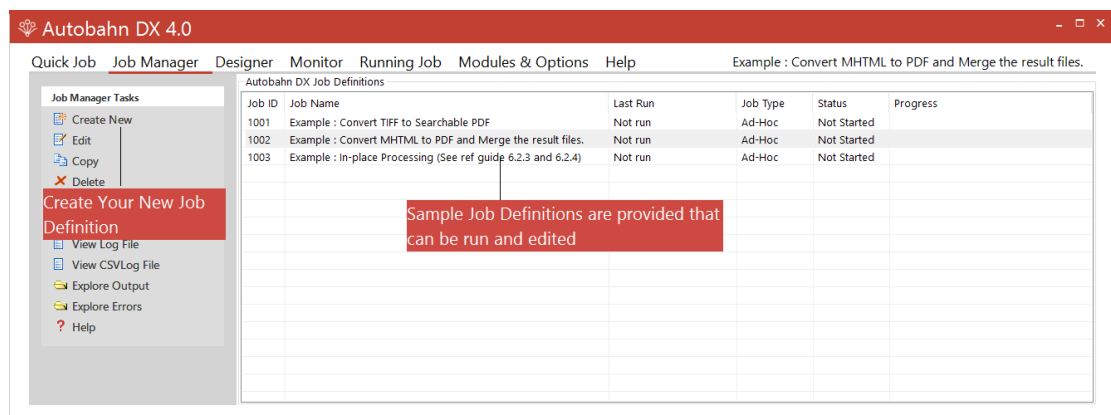 Autobahn DX 4.0
Quick Job Job Manager Designer Monitor Running Job Modules & Options Help Example : Convert MHTML to PDF and Merge the result files.
Job Manager Tasks
Create New
Edit
Copy
Delete
Create Your New Job
Definition
View Log File
View CSVLog File
Explore Output
Explore Errors
? Help
Autobahn DX Job Definitions
Job ID Job Name Last Run Job Type Status Progress
1001 Example : Convert TIFF to Searchable PDF Not run Ad-Hoc Not Started
1002 Example : Convert MHTML to PDF and Merge the result files. Not run Ad-Hoc Not Started
1003 Example : In-place Processing (See ref guide 6.2.3 and 6.2.4) Not run Ad-Hoc Not Started
Sample Job Definitions are provided that
can be run and edited